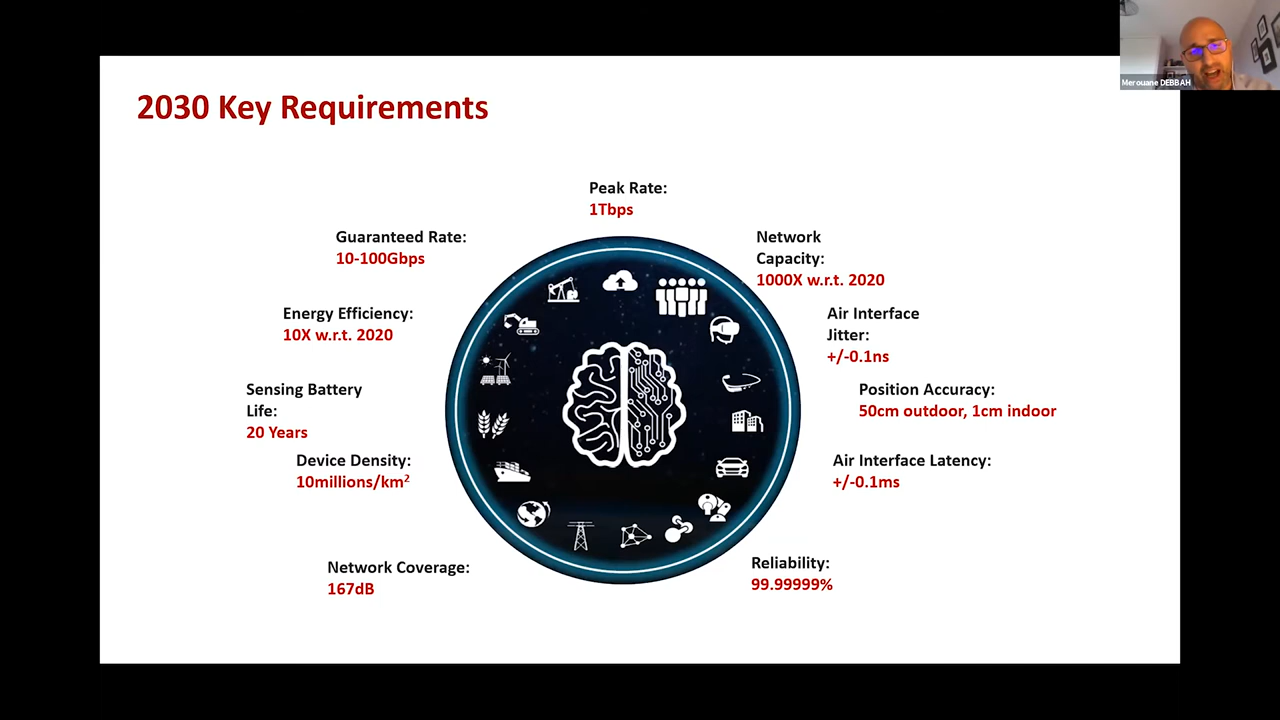 Merouane DEBBAH
2030 Key Requirements
Peak Rate:
1Tbps
Guaranteed Rate:
10-100Gbps
Network
Capacity:
1000X w.r.t. 2020
Energy Efficiency:
10X w.r.t. 2020
Air Interface
Jitter:
+/-0.1ns
Sensing Battery
Life:
20 Years
Position Accuracy:
50cm outdoor, 1cm indoor
Device Density:
10millions/km²
Air Interface Latency:
+/-0.1ms
Network Coverage:
167dB
Reliability:
99.99999%